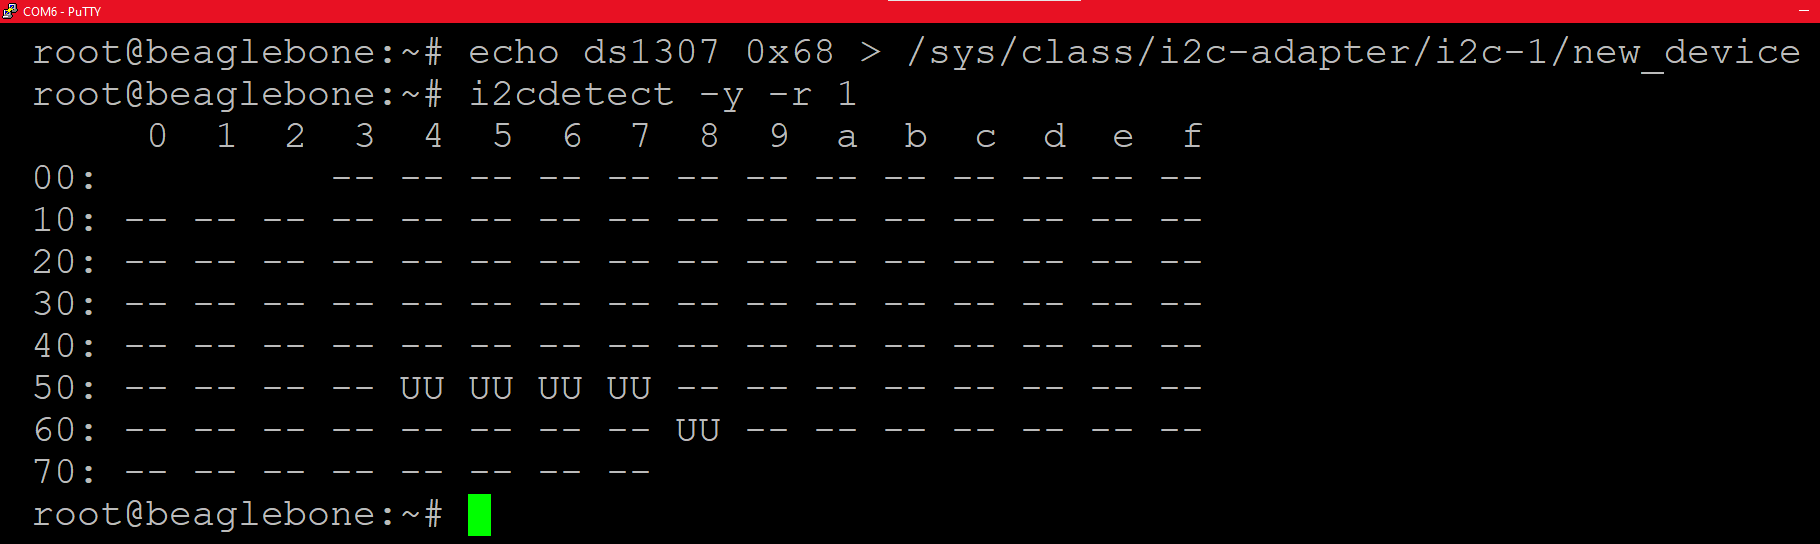 COM6 - PuTTY
root@beaglebone:~# echo ds1307 0x68 > /sys/class/i2c-adapter/i2c-1/new_device
root@beaglebone:~# i2cdetect -y -r 1
     0  1  2  3  4  5  6  7  8  9  a  b  c  d  e  f
00:          -- -- -- -- -- -- -- -- -- -- -- -- --
10: -- -- -- -- -- -- -- -- -- -- -- -- -- -- -- --
20: -- -- -- -- -- -- -- -- -- -- -- -- -- -- -- --
30: -- -- -- -- -- -- -- -- -- -- -- -- -- -- -- --
40: -- -- -- -- -- -- -- -- -- -- -- -- -- -- -- --
50: -- -- -- -- UU UU UU UU -- -- -- -- -- -- -- --
60: -- -- -- -- -- -- -- -- UU -- -- -- -- -- -- --
70: -- -- -- -- -- -- -- --
root@beaglebone:~#